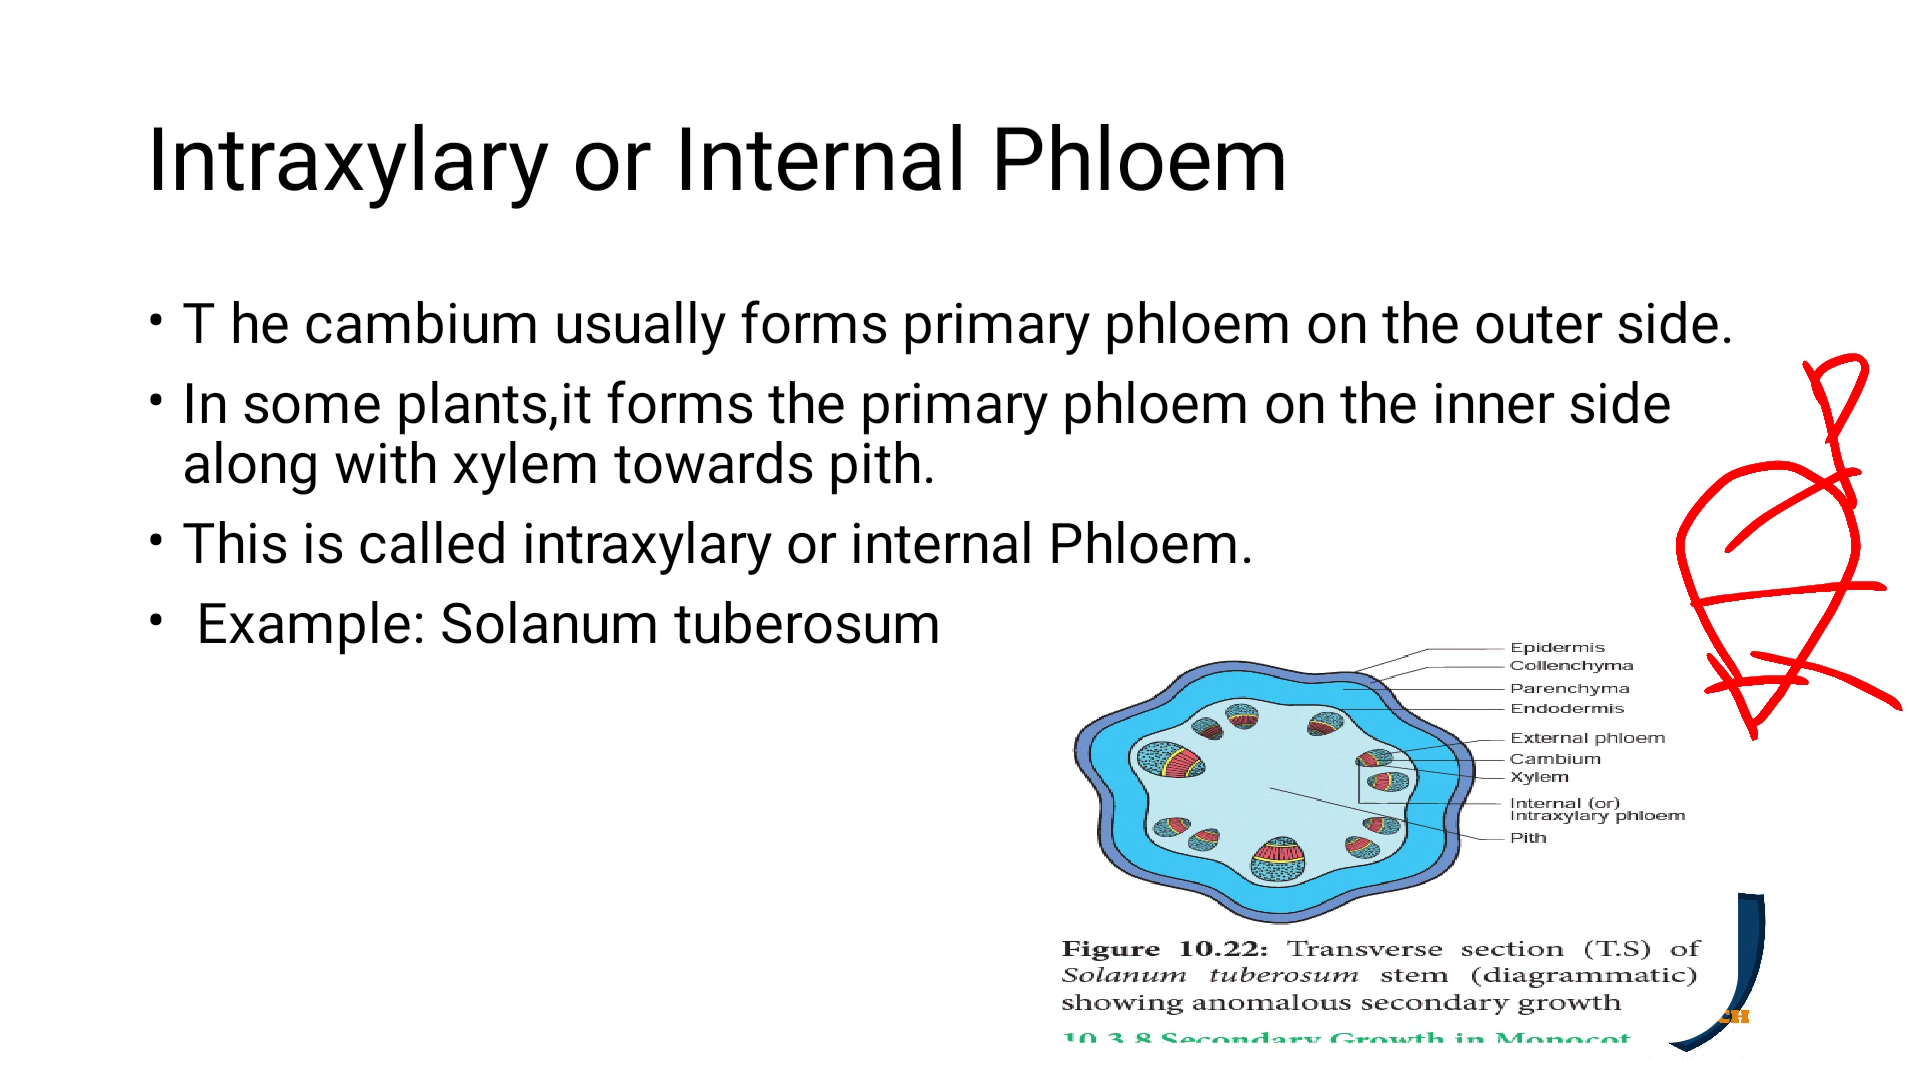 Intraxylary or Internal Phloem
• T he cambium usually forms primary phloem on the outer side.
• In some plants,it forms the primary phloem on the inner side
along with xylem towards pith.
• This is called intraxylary or internal Phloem.
• Example: Solanum tuberosum
Epidermis
Collenchyma
Parenchyma
Endodermis
External phloem
Cambium
Xylem
Internal (or)
Intraxylary phloem
Pith
Figure 10.22: Transverse section (T.S) of
Solanum tuberosum stem (diagrammatic)
showing anomalous secondary growth
CH
10.3.8 Secondary Growth in Monocot